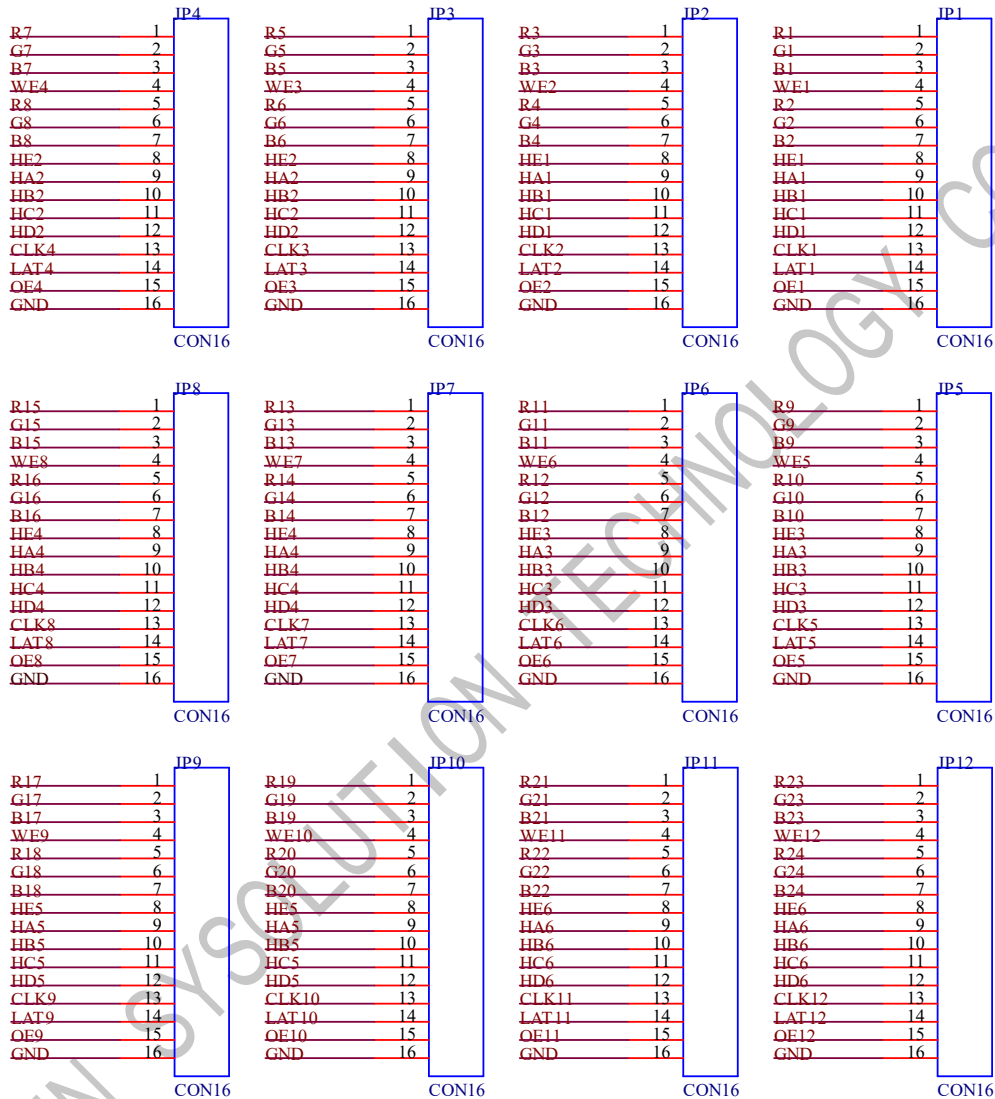 JP4
R7 1
G7 2
B7 3
WE4 4
R8 5
G8 6
B8 7
HE2 8
HA2 9
HB2 10
HC2 11
HD2 12
CLK4 13
LAT4 14
OE4 15
GND 16
CON16
JP3
R5 1
G5 2
B5 3
WE3 4
R6 5
G6 6
B6 7
HE2 8
HA2 9
HB2 10
HC2 11
HD2 12
CLK3 13
LAT3 14
OE3 15
GND 16
CON16
JP2
R3 1
G3 2
B3 3
WE2 4
R4 5
G4 6
B4 7
HE1 8
HA1 9
HB1 10
HC1 11
HD1 12
CLK2 13
LAT2 14
OE2 15
GND 16
CON16
JP1
R1 1
G1 2
B1 3
WE1 4
R2 5
G2 6
B2 7
HE1 8
HA1 9
HB1 10
HC1 11
HD1 12
CLK1 13
LAT1 14
OE1 15
GND 16
CON16
JP8
R15 1
G15 2
B15 3
WE8 4
R16 5
G16 6
B16 7
HE4 8
HA4 9
HB4 10
HC4 11
HD4 12
CLK8 13
LAT8 14
OE8 15
GND 16
CON16
JP7
R13 1
G13 2
B13 3
WE7 4
R14 5
G14 6
B14 7
HE4 8
HA4 9
HB4 10
HC4 11
HD4 12
CLK7 13
LAT7 14
OE7 15
GND 16
CON16
JP6
R11 1
G11 2
B11 3
WE6 4
R12 5
G12 6
B12 7
HE3 8
HA3 9
HB3 10
HC3 11
HD3 12
CLK6 13
LAT6 14
OE6 15
GND 16
CON16
JP5
R9 1
G9 2
B9 3
WE5 4
R10 5
G10 6
B10 7
HE3 8
HA3 9
HB3 10
HC3 11
HD3 12
CLK5 13
LAT5 14
OE5 15
GND 16
CON16
JP9
R17 1
G17 2
B17 3
WE9 4
R18 5
G18 6
B18 7
HE5 8
HA5 9
HB5 10
HC5 11
HD5 12
CLK9 13
LAT9 14
OE9 15
GND 16
CON16
JP10
R19 1
G19 2
B19 3
WE10 4
R20 5
G20 6
B20 7
HE5 8
HA5 9
HB5 10
HC5 11
HD5 12
CLK10 13
LAT10 14
OE10 15
GND 16
CON16
JP11
R21 1
G21 2
B21 3
WE11 4
R22 5
G22 6
B22 7
HE6 8
HA6 9
HB6 10
HC6 11
HD6 12
CLK11 13
LAT11 14
OE11 15
GND 16
CON16
JP12
R23 1
G23 2
B23 3
WE12 4
R24 5
G24 6
B24 7
HE6 8
HA6 9
HB6 10
HC6 11
HD6 12
CLK12 13
LAT12 14
OE12 15
GND 16
CON16
SYSOLUTION TECHNOLOGY